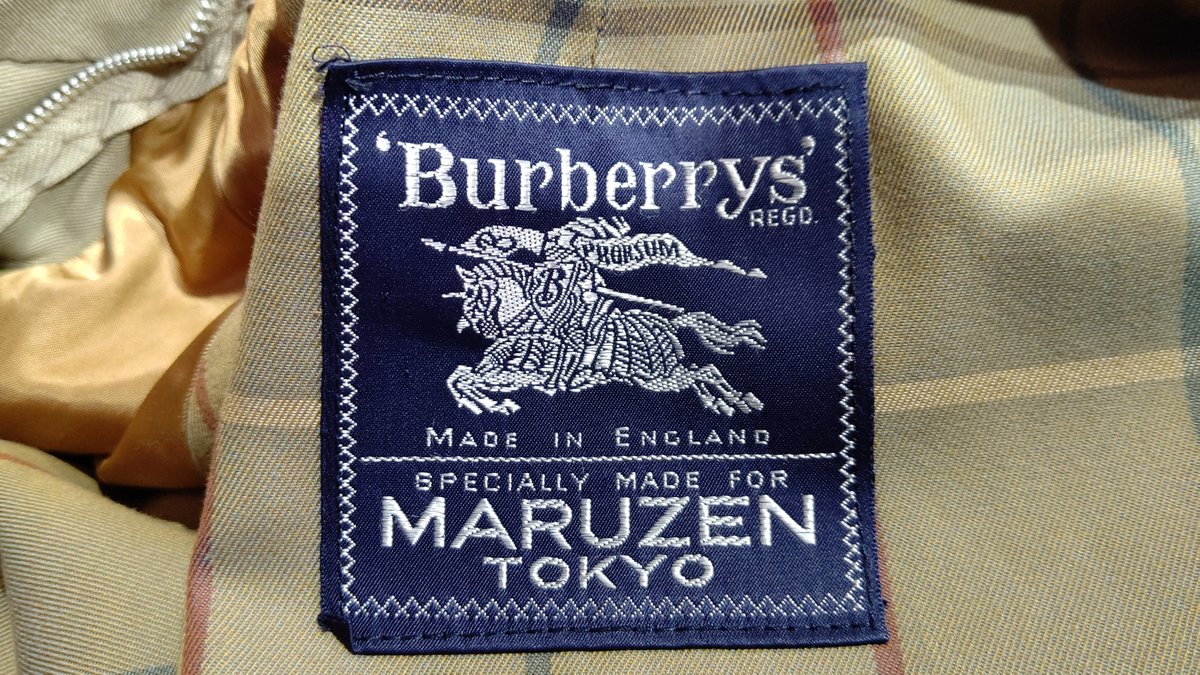 ‘Burberrys’
REGD.
PRORSUM
B
MADE IN ENGLAND
SPECIALLY MADE FOR
MARUZEN
TOKYO